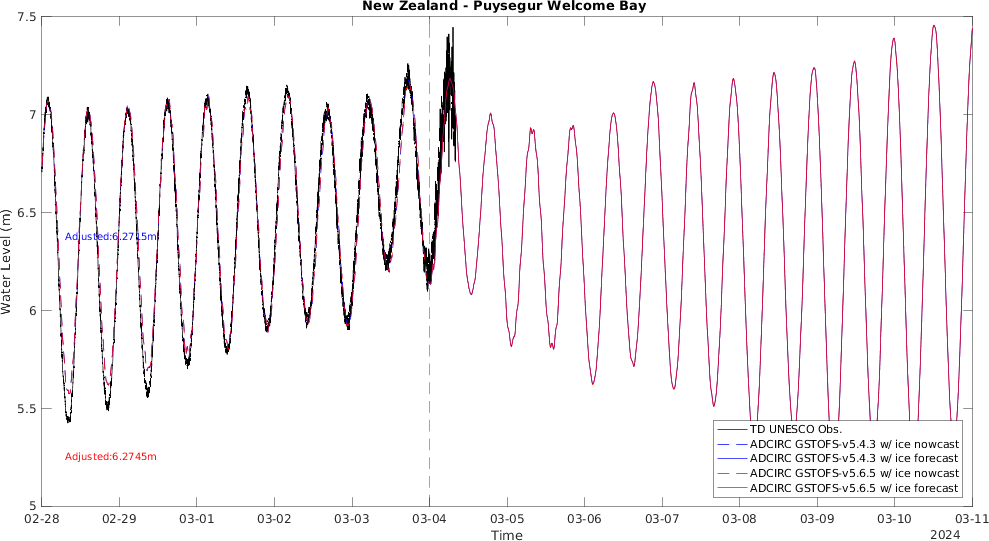 New Zealand - Puysegur Welcome Bay
7.5
7
6.5
6
5.5
5
Water Level (m)
Adjusted:6.2715m
Adjusted:6.2745m
TD UNESCO Obs.
ADCIRC GSTOFS-v5.4.3 w/ ice nowcast
ADCIRC GSTOFS-v5.4.3 w/ ice forecast
ADCIRC GSTOFS-v5.6.5 w/ ice nowcast
ADCIRC GSTOFS-v5.6.5 w/ ice forecast
02-28 02-29 03-01 03-02 03-03 03-04 03-05 03-06 03-07 03-08 03-09 03-10 03-11
Time
2024